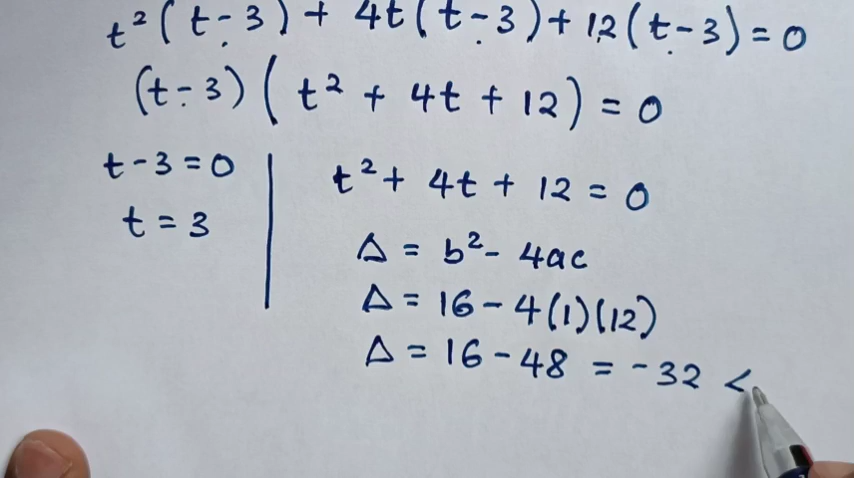 t²(t-3) + 4t(t-3) + 12(t-3) = 0
(t-3)(t² + 4t + 12) = 0
t-3=0
t = 3
t² + 4t + 12 = 0
Δ = b² - 4ac
Δ = 16 - 4(1)(12)
Δ = 16 - 48 = -32 <